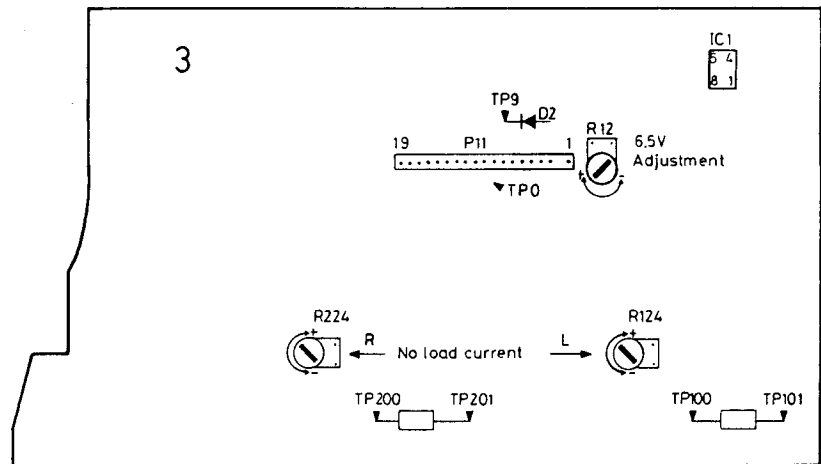 IC1
3
5 4
8 1
TP9
D2
R12
19 P11 1
6.5V
Adjustment
+ -
TP0
R224
R124
+
+
R
No load current
L
-
-
TP200 TP201
TP100 TP101